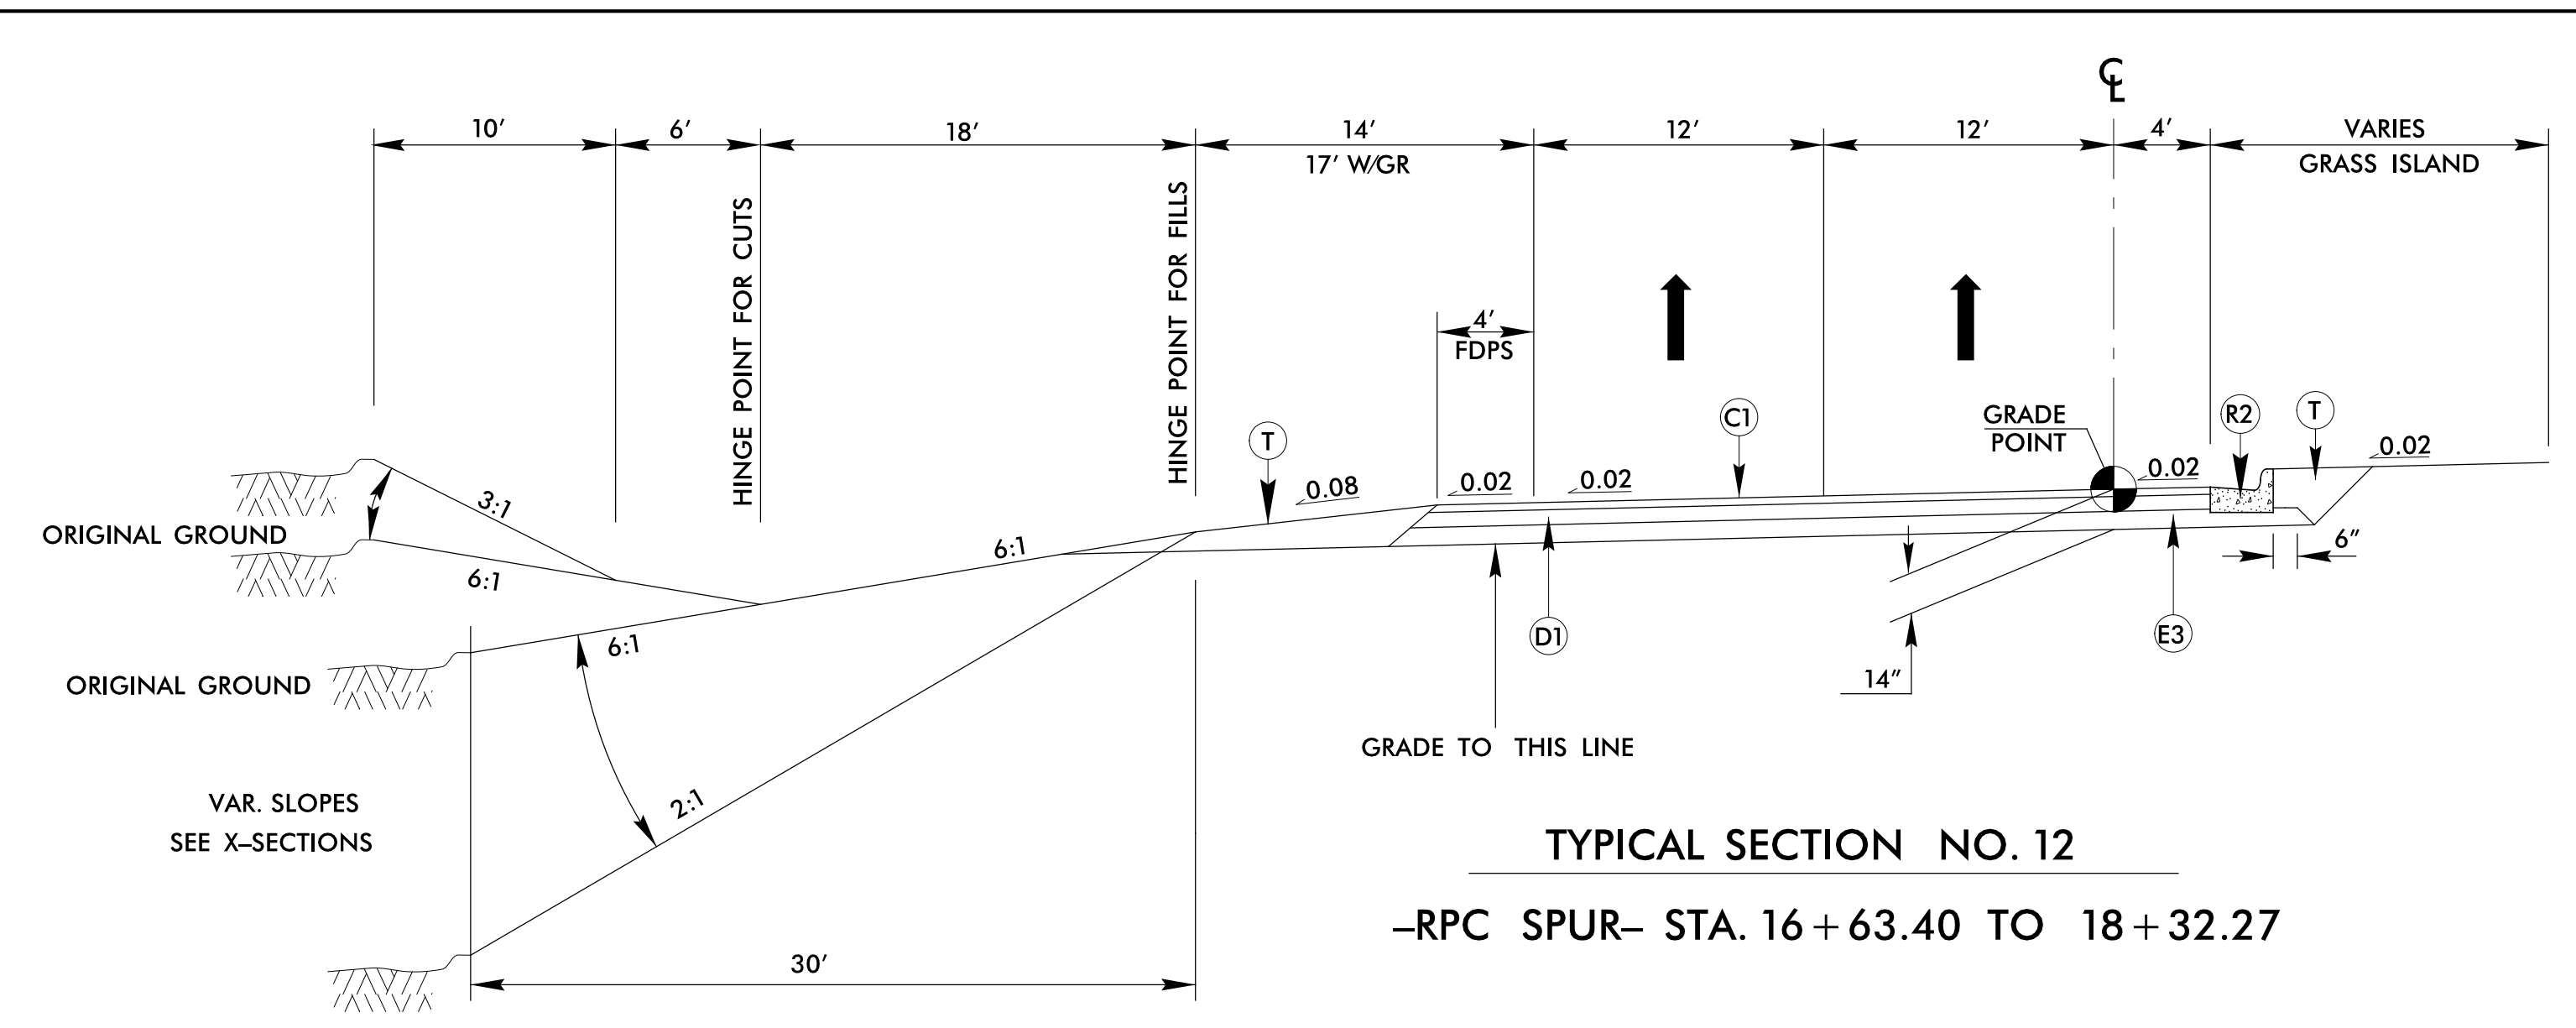 ℄
10' 6' 18' 14' 12' 12' 4' VARIES
17' W/GR GRASS ISLAND
HINGE POINT FOR CUTS
HINGE POINT FOR FILLS
4'
FDPS
T
C1
GRADE
POINT
R2
T
0.08
0.02
0.02
0.02
0.02
3:1
ORIGINAL GROUND
6:1
6:1
6"
6:1
ORIGINAL GROUND
D1
E3
14"
GRADE TO THIS LINE
VAR. SLOPES
SEE X–SECTIONS
2:1
30'
TYPICAL SECTION NO. 12
–RPC SPUR– STA. 16+63.40 TO 18+32.27